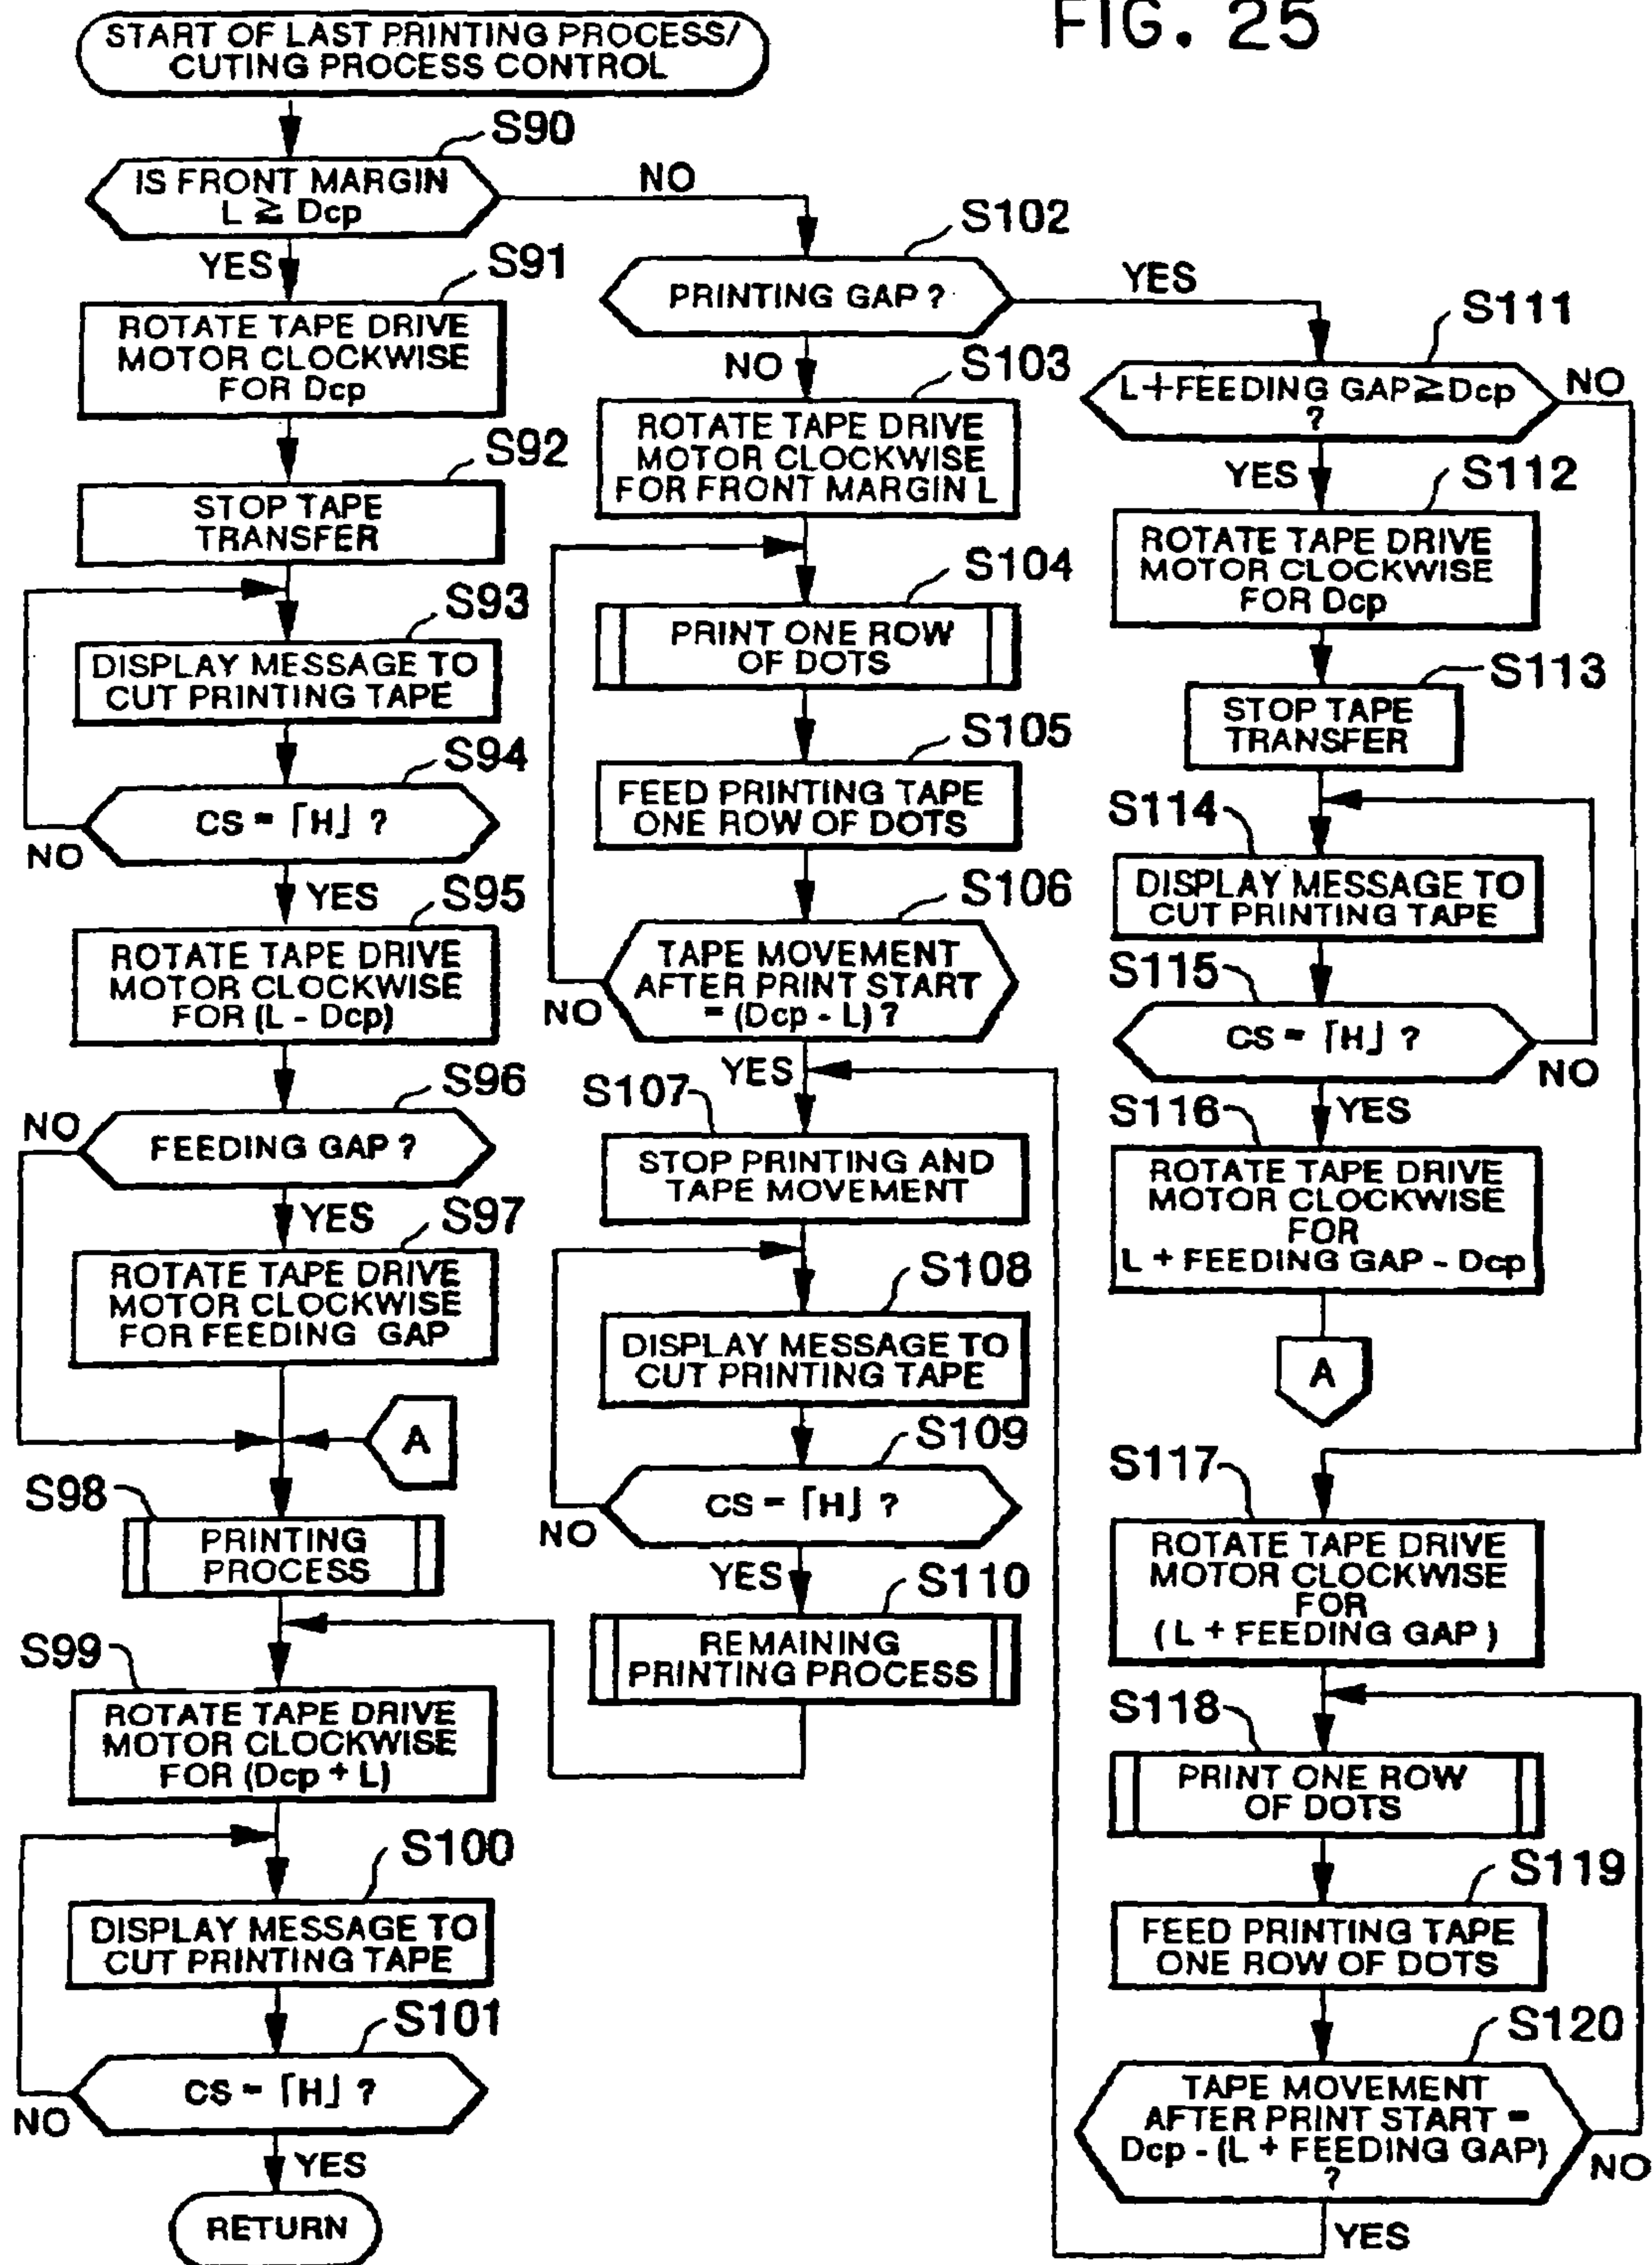 FIG. 25
START OF LAST PRINTING PROCESS/
CUTING PROCESS CONTROL
S90
IS FRONT MARGIN
L ≧ Dcp
NO
YES
S91
ROTATE TAPE DRIVE
MOTOR CLOCKWISE
FOR Dcp
S92
STOP TAPE
TRANSFER
S93
DISPLAY MESSAGE TO
CUT PRINTING TAPE
S94
CS = ⌈H⌋ ?
NO
YES
S95
ROTATE TAPE DRIVE
MOTOR CLOCKWISE
FOR (L - Dcp)
S96
FEEDING GAP ?
NO
YES
S97
ROTATE TAPE DRIVE
MOTOR CLOCKWISE
FOR FEEDING GAP
A
S98
PRINTING
PROCESS
S99
ROTATE TAPE DRIVE
MOTOR CLOCKWISE
FOR (Dcp + L)
S100
DISPLAY MESSAGE TO
CUT PRINTING TAPE
S101
CS = ⌈H⌋ ?
NO
YES
RETURN
S102
PRINTING GAP ?
YES
NO
S103
ROTATE TAPE DRIVE
MOTOR CLOCKWISE
FOR FRONT MARGIN L
S104
PRINT ONE ROW
OF DOTS
S105
FEED PRINTING TAPE
ONE ROW OF DOTS
S106
TAPE MOVEMENT
AFTER PRINT START
= (Dcp - L) ?
NO
YES
S107
STOP PRINTING AND
TAPE MOVEMENT
S108
DISPLAY MESSAGE TO
CUT PRINTING TAPE
S109
CS = ⌈H⌋ ?
NO
YES
S110
REMAINING
PRINTING PROCESS
S111
L+FEEDING GAP≧Dcp
?
NO
YES
S112
ROTATE TAPE DRIVE
MOTOR CLOCKWISE
FOR Dcp
S113
STOP TAPE
TRANSFER
S114
DISPLAY MESSAGE TO
CUT PRINTING TAPE
S115
CS = ⌈H⌋ ?
NO
YES
S116
ROTATE TAPE DRIVE
MOTOR CLOCKWISE
FOR
L + FEEDING GAP - Dcp
A
S117
ROTATE TAPE DRIVE
MOTOR CLOCKWISE
FOR
(L + FEEDING GAP)
S118
PRINT ONE ROW
OF DOTS
S119
FEED PRINTING TAPE
ONE ROW OF DOTS
S120
TAPE MOVEMENT
AFTER PRINT START =
Dcp - (L + FEEDING GAP)
?
NO
YES